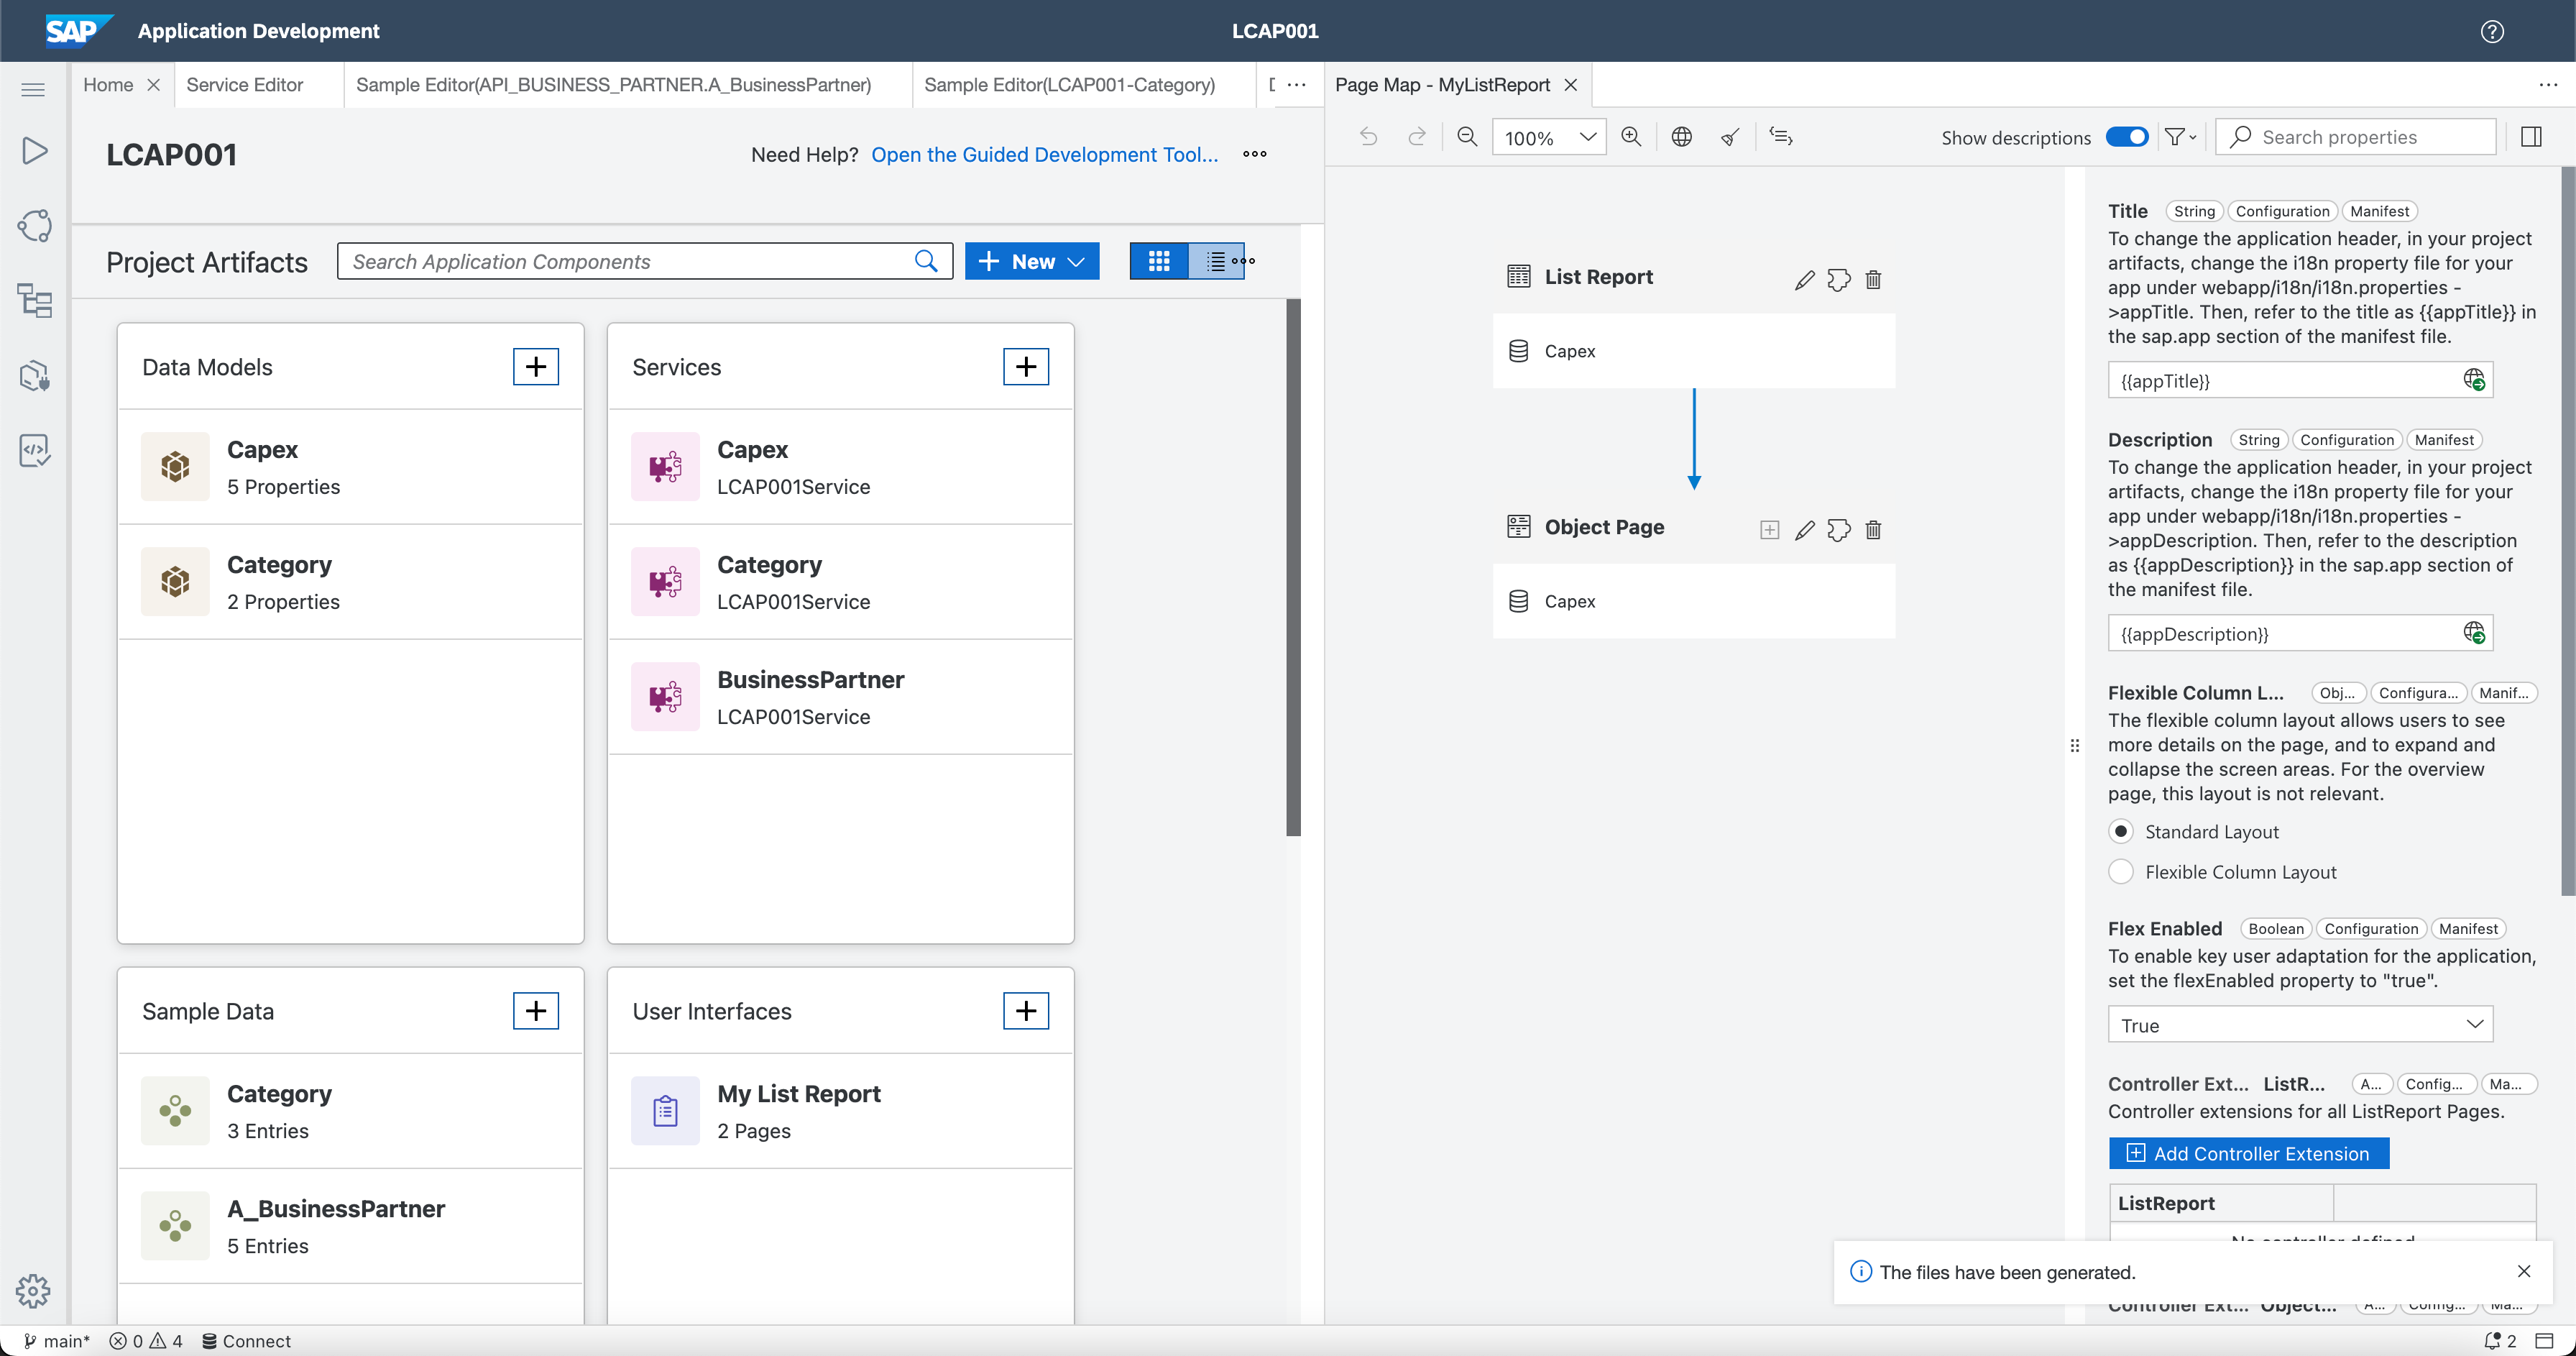 SAP Application Development
LCAP001
Home
Service Editor
Sample Editor(API_BUSINESS_PARTNER.A_BusinessPartner)
Sample Editor(LCAP001-Category)
Page Map - MyListReport
LCAP001
Need Help? Open the Guided Development Tool...
Project Artifacts
Search Application Components
New
Data Models
Capex
5 Properties
Category
2 Properties
Services
Capex
LCAP001Service
Category
LCAP001Service
BusinessPartner
LCAP001Service
Sample Data
Category
3 Entries
A_BusinessPartner
5 Entries
User Interfaces
My List Report
2 Pages
100%
Show descriptions
Search properties
List Report
Capex
Object Page
Capex
Title String Configuration Manifest
To change the application header, in your project
artifacts, change the i18n property file for your
app under webapp/i18n/i18n.properties -
>appTitle. Then, refer to the title as {{appTitle}} in
the sap.app section of the manifest file.
{{appTitle}}
Description String Configuration Manifest
To change the application header, in your project
artifacts, change the i18n property file for your
app under webapp/i18n/i18n.properties -
>appDescription. Then, refer to the description
as {{appDescription}} in the sap.app section of
the manifest file.
{{appDescription}}
Flexible Column L... Obj... Configura... Manif...
The flexible column layout allows users to see
more details on the page, and to expand and
collapse the screen areas. For the overview
page, this layout is not relevant.
Standard Layout
Flexible Column Layout
Flex Enabled Boolean Configuration Manifest
To enable key user adaptation for the application,
set the flexEnabled property to "true".
True
Controller Ext... ListR... A... Config... Ma...
Controller extensions for all ListReport Pages.
Add Controller Extension
ListReport
No controller defined
The files have been generated.
Controller Ext... Object... A... Config... Ma...
main*
0
4
Connect
2